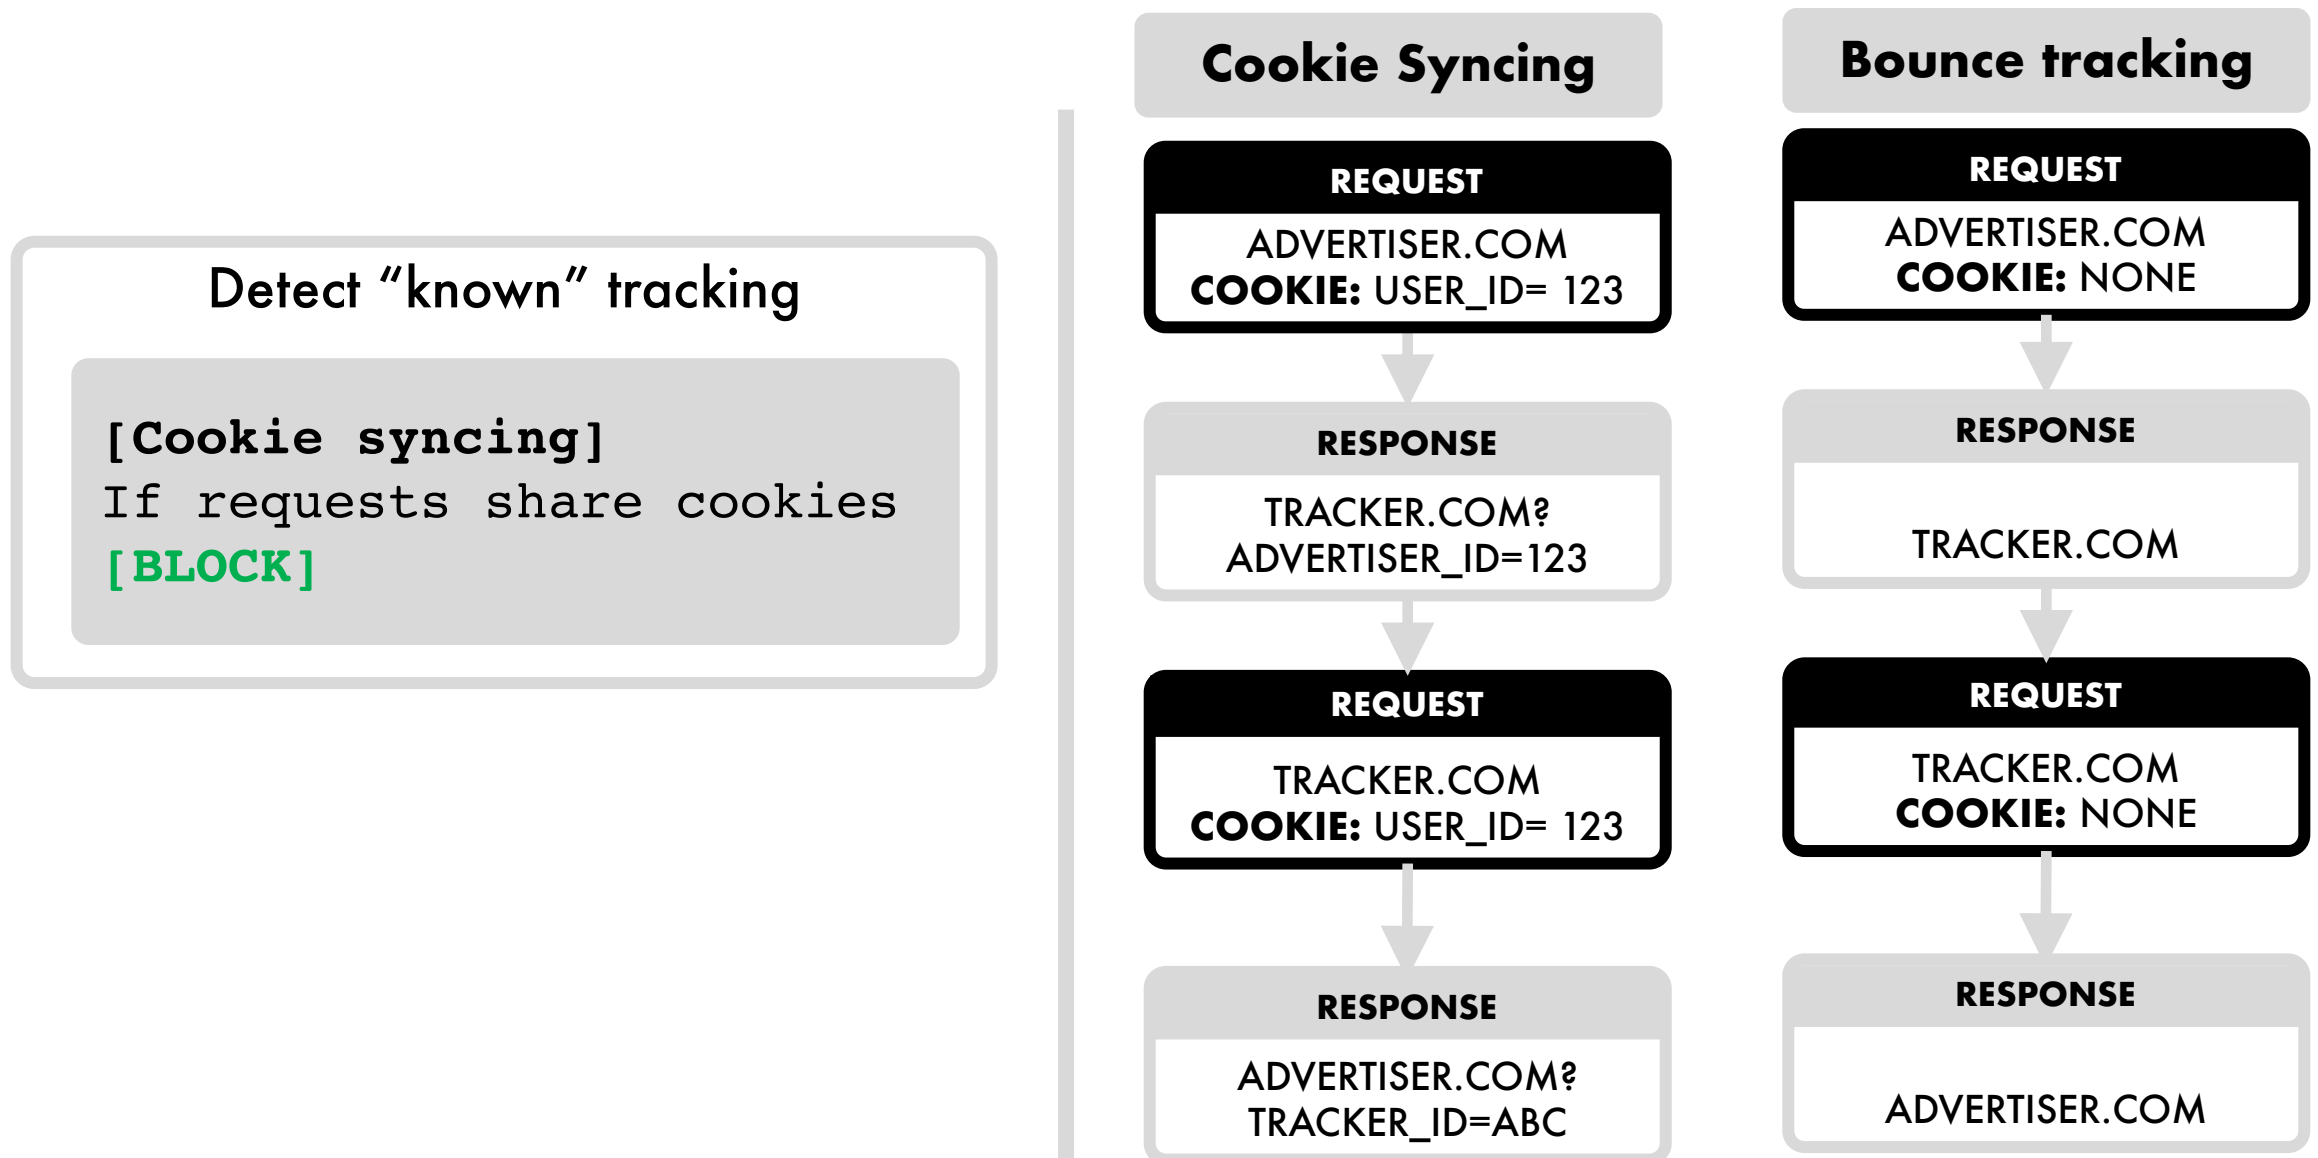 Detect “known” tracking
[Cookie syncing]
If requests share cookies
[BLOCK]
Cookie Syncing
REQUEST
ADVERTISER.COM
COOKIE: USER_ID= 123
RESPONSE
TRACKER.COM?
ADVERTISER_ID=123
REQUEST
TRACKER.COM
COOKIE: USER_ID= 123
RESPONSE
ADVERTISER.COM?
TRACKER_ID=ABC
Bounce tracking
REQUEST
ADVERTISER.COM
COOKIE: NONE
RESPONSE
TRACKER.COM
REQUEST
TRACKER.COM
COOKIE: NONE
RESPONSE
ADVERTISER.COM